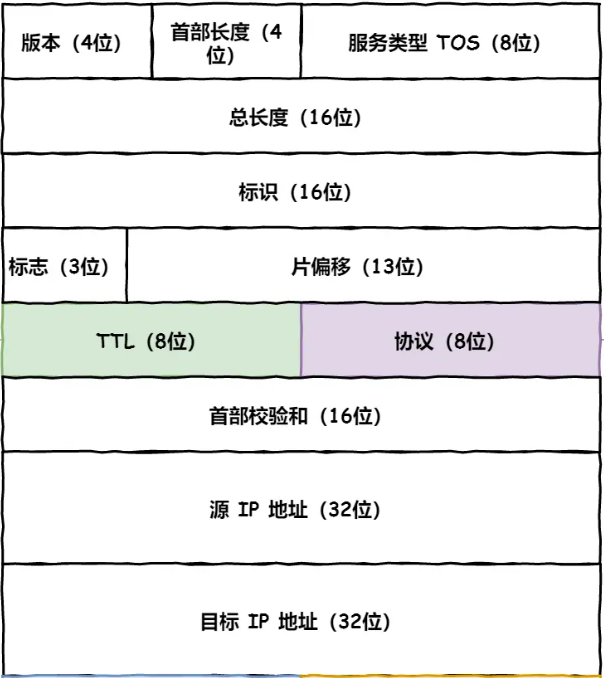 版本（4位）
首部长度（4
位）
服务类型 TOS（8位）
总长度（16位）
标识（16位）
标志（3位）
片偏移（13位）
TTL（8位）
协议（8位）
首部校验和（16位）
源 IP 地址（32位）
目标 IP 地址（32位）